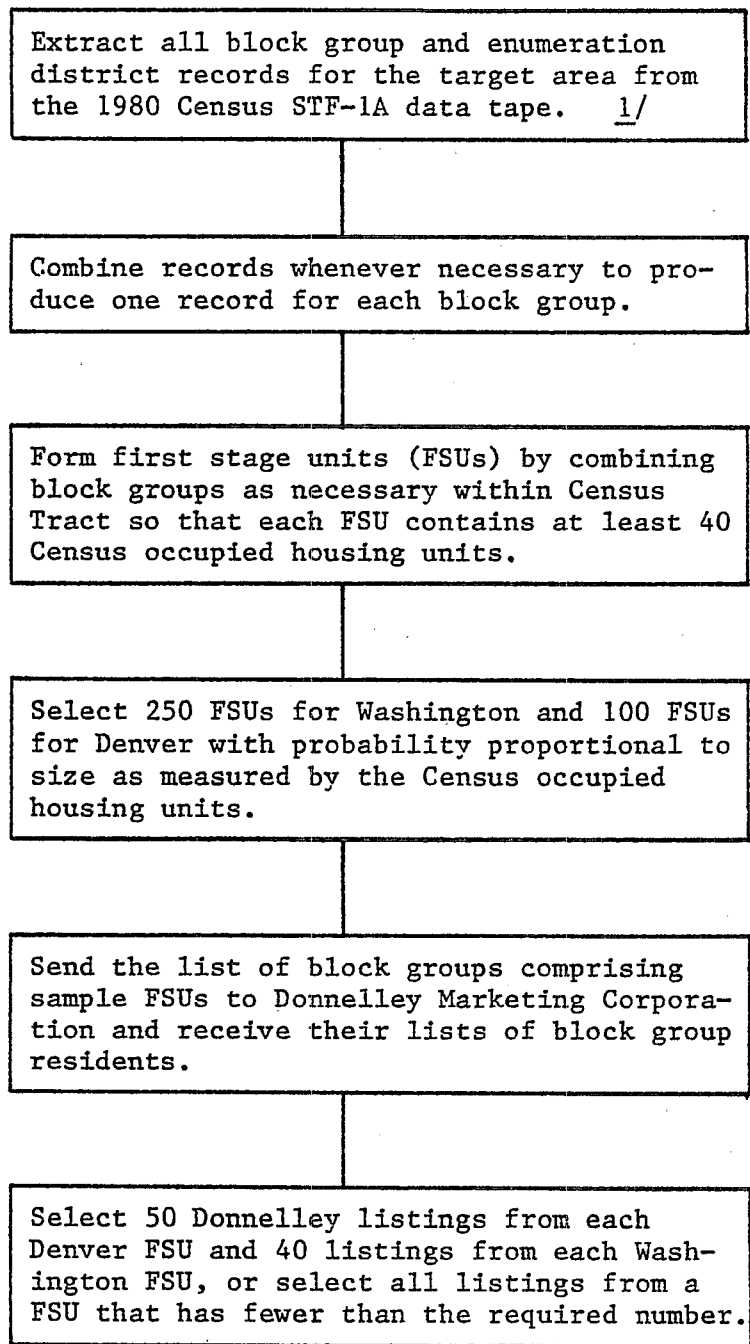 Extract all block group and enumeration
district records for the target area from
the 1980 Census STF-1A data tape. 1/
Combine records whenever necessary to pro-
duce one record for each block group.
Form first stage units (FSUs) by combining
block groups as necessary within Census
Tract so that each FSU contains at least 40
Census occupied housing units.
Select 250 FSUs for Washington and 100 FSUs
for Denver with probability proportional to
size as measured by the Census occupied
housing units.
Send the list of block groups comprising
sample FSUs to Donnelley Marketing Corpora-
tion and receive their lists of block group
residents.
Select 50 Donnelley listings from each
Denver FSU and 40 listings from each Wash-
ington FSU, or select all listings from a
FSU that has fewer than the required number.